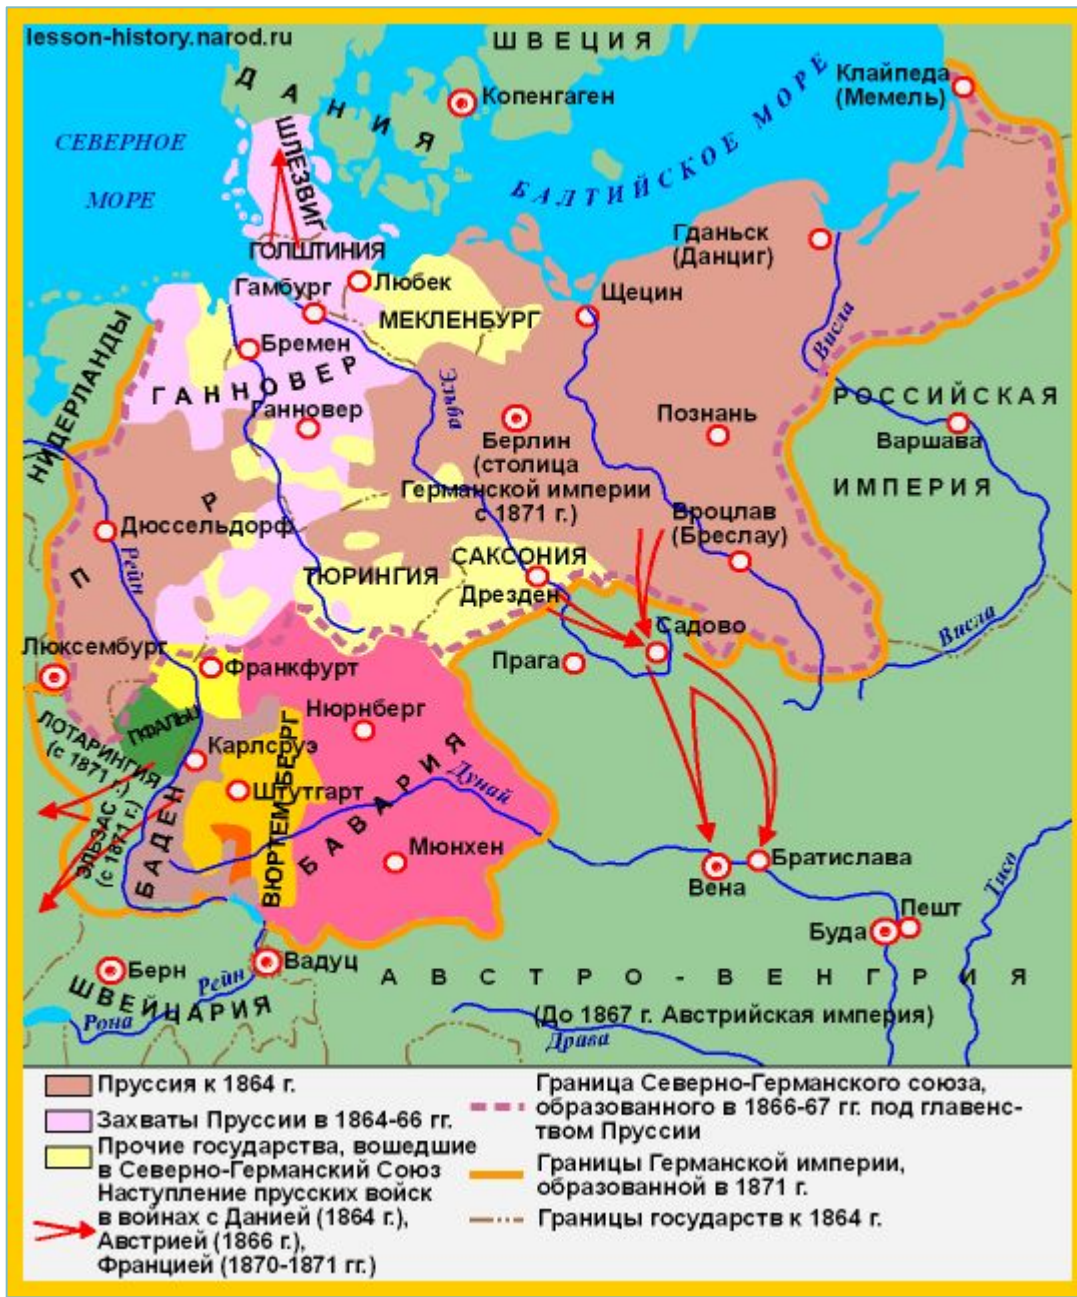 lesson-history.narod.ru
ШВЕЦИЯ
ДАНИЯ
Копенгаген
Клайпеда
(Мемель)
СЕВЕРНОЕ
МОРЕ
БАЛТИЙСКОЕ МОРЕ
ШЛЕЗВИГ
ГОЛШТИНИЯ
Гданьск
(Данциг)
Гамбург
Любек
Щецин
МЕКЛЕНБУРГ
НИДЕРЛАНДЫ
Бремен
ГАННОВЕР
Ганновер
Эльба
Висла
РОССИЙСКАЯ
ИМПЕРИЯ
Варшава
Познань
Берлин
(столица
Германской империи
с 1871 г.)
Вроцлав
(Бреслау)
П Р
Дюссельдорф
Рейн
ТЮРИНГИЯ
САКСОНИЯ
Дрезден
Садово
Прага
Висла
Люксембург
Франкфурт
ПФАЛЬЦ
ЛОТАРИНГИЯ
(с 1871 г.)
Нюрнберг
Карлсруэ
Штутгарт
ЭЛЬЗАС
(с 1871 г.)
БАДЕН
ВЮРТЕМБЕРГ
БАВАРИЯ
Дунай
Мюнхен
Вена
Братислава
Тисо
Буда
Пешт
Берн
Вадуц
ШВЕЙЦАРИЯ
Рейн
Рона
АВСТРО-ВЕНГРИЯ
(До 1867 г. Австрийская империя)
Драва
Пруссия к 1864 г.
Захваты Пруссии в 1864-66 гг.
Прочие государства, вошедшие
в Северно-Германский Союз
Наступление прусских войск
в войнах с Данией (1864 г.),
Австрией (1866 г.),
Францией (1870-1871 гг.)
Граница Северно-Германского союза,
образованного в 1866-67 гг. под главенс-
твом Пруссии
Границы Германской империи,
образованной в 1871 г.
Границы государств к 1864 г.